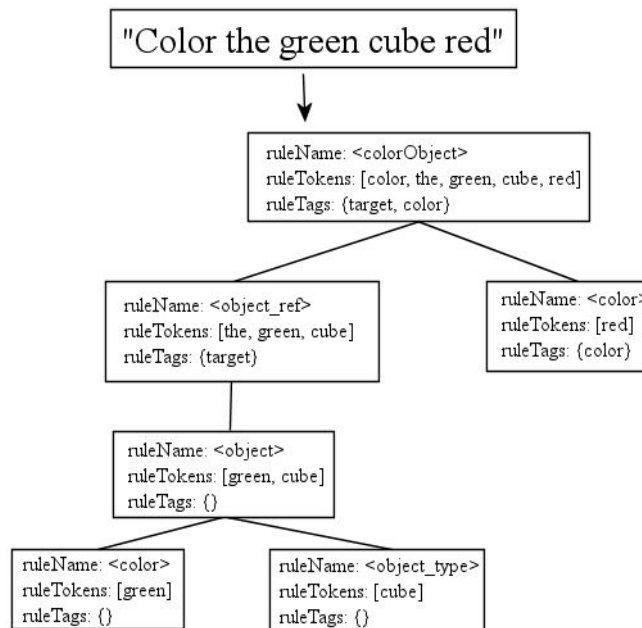 "Color the green cube red"
ruleName: <colorObject>
ruleTokens: [color, the, green, cube, red]
ruleTags: {target, color}
ruleName: <object_ref>
ruleTokens: [the, green, cube]
ruleTags: {target}
ruleName: <color>
ruleTokens: [red]
ruleTags: {color}
ruleName: <object>
ruleTokens: [green, cube]
ruleTags: {}
ruleName: <color>
ruleTokens: [green]
ruleTags: {}
ruleName: <object_type>
ruleTokens: [cube]
ruleTags: {}